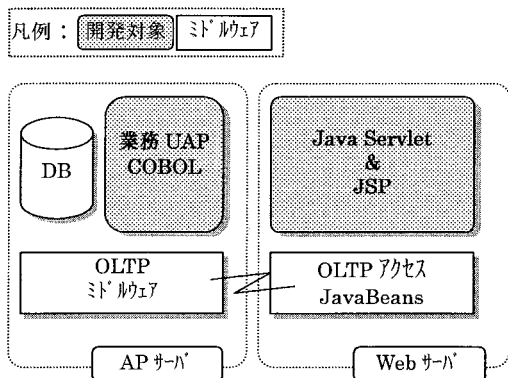 凡例：開発対象 ﾐﾄﾞﾙｳｪｱ
DB
業務 UAP
COBOL
Java Servlet
&
JSP
OLTP
ﾐﾄﾞﾙｳｪｱ
OLTP ｱｸｾｽ
JavaBeans
AP ｻｰﾊﾞ
Web ｻｰﾊﾞ